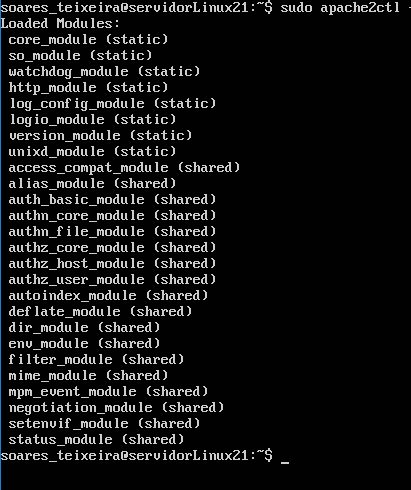 soares_teixeira@servidorLinux21:~$ sudo apache2ctl -
Loaded Modules:
core_module (static)
so_module (static)
watchdog_module (static)
http_module (static)
log_config_module (static)
logio_module (static)
version_module (static)
unixd_module (static)
access_compat_module (shared)
alias_module (shared)
auth_basic_module (shared)
authn_core_module (shared)
authn_file_module (shared)
authz_core_module (shared)
authz_host_module (shared)
authz_user_module (shared)
autoindex_module (shared)
deflate_module (shared)
dir_module (shared)
env_module (shared)
filter_module (shared)
mime_module (shared)
mpm_event_module (shared)
negotiation_module (shared)
setenvif_module (shared)
status_module (shared)
soares_teixeira@servidorLinux21:~$ _